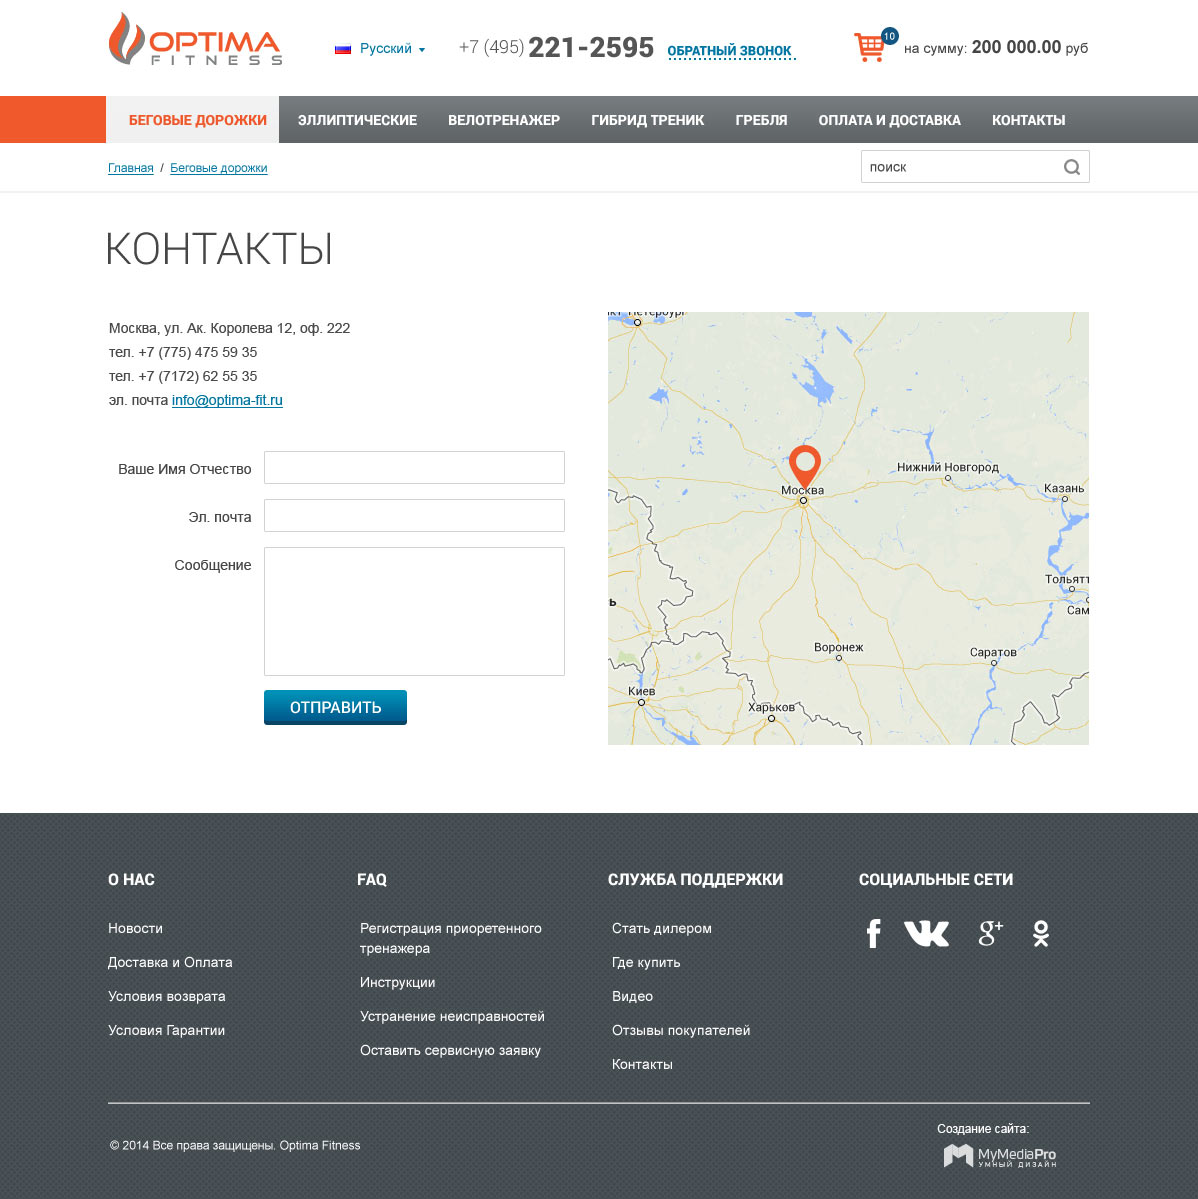 OPTIMA
FITNESS
Русский
+7 (495) 221-2595
ОБРАТНЫЙ ЗВОНОК
10
на сумму: 200 000.00 руб
БЕГОВЫЕ ДОРОЖКИ
ЭЛЛИПТИЧЕСКИЕ
ВЕЛОТРЕНАЖЕР
ГИБРИД ТРЕНИК
ГРЕБЛЯ
ОПЛАТА И ДОСТАВКА
КОНТАКТЫ
Главная / Беговые дорожки
поиск
КОНТАКТЫ
Москва, ул. Ак. Королева 12, оф. 222
тел. +7 (775) 475 59 35
тел. +7 (7172) 62 55 35
эл. почта info@optima-fit.ru
Ваше Имя Отчество
Эл. почта
Сообщение
ОТПРАВИТЬ
Москва
Нижний Новгород
Казань
Тольятт
Сам
ь
Воронеж
Саратов
Киев
Харьков
О НАС
Новости
Доставка и Оплата
Условия возврата
Условия Гарантии
FAQ
Регистрация приоретенного
тренажера
Инструкции
Устранение неисправностей
Оставить сервисную заявку
СЛУЖБА ПОДДЕРЖКИ
Стать дилером
Где купить
Видео
Отзывы покупателей
Контакты
СОЦИАЛЬНЫЕ СЕТИ
© 2014 Все права защищены. Optima Fitness
Создание сайта:
MyMediaPro
УМНЫЙ ДИЗАЙН